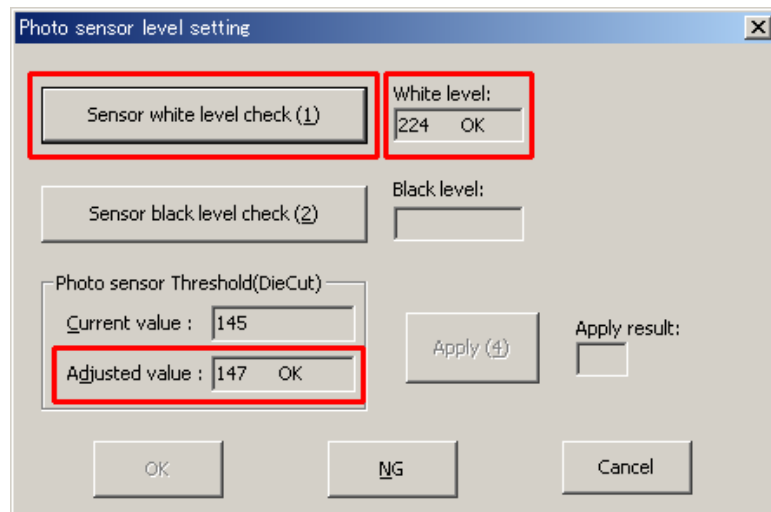 Photo sensor level setting
Sensor white level check (1)
White level:
224 OK
Sensor black level check (2)
Black level:
Photo sensor Threshold(DieCut)
Current value : 145
Adjusted value : 147 OK
Apply (4)
Apply result:
OK
NG
Cancel